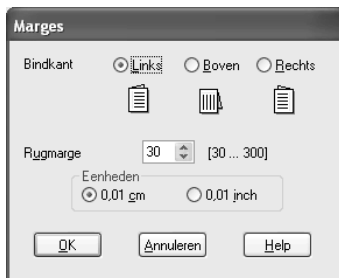 Marges
Bindkant Links Boven Rechts
Rugmarge 30 [30 ... 300]
Eenheden
0,01 cm 0,01 inch
OK Annuleren Help